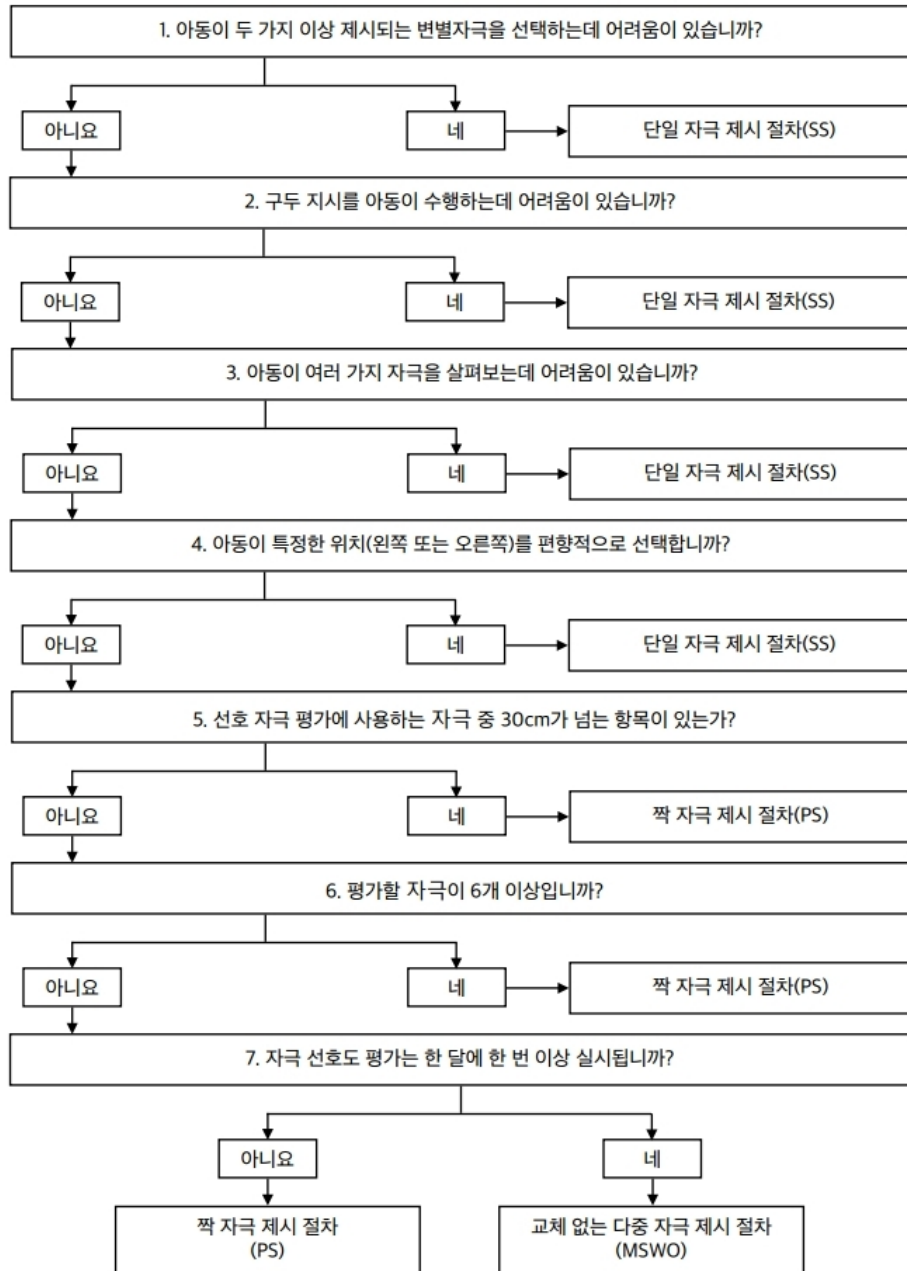 1. 아동이 두 가지 이상 제시되는 변별자극을 선택하는데 어려움이 있습니까?
아니요
네
단일 자극 제시 절차(SS)
2. 구두 지시를 아동이 수행하는데 어려움이 있습니까?
아니요
네
단일 자극 제시 절차(SS)
3. 아동이 여러 가지 자극을 살펴보는데 어려움이 있습니까?
아니요
네
단일 자극 제시 절차(SS)
4. 아동이 특정한 위치(왼쪽 또는 오른쪽)를 편향적으로 선택합니까?
아니요
네
단일 자극 제시 절차(SS)
5. 선호 자극 평가에 사용하는 자극 중 30cm가 넘는 항목이 있는가?
아니요
네
짝 자극 제시 절차(PS)
6. 평가할 자극이 6개 이상입니까?
아니요
네
짝 자극 제시 절차(PS)
7. 자극 선호도 평가는 한 달에 한 번 이상 실시됩니까?
아니요
네
짝 자극 제시 절차
(PS)
교체 없는 다중 자극 제시 절차
(MSWO)